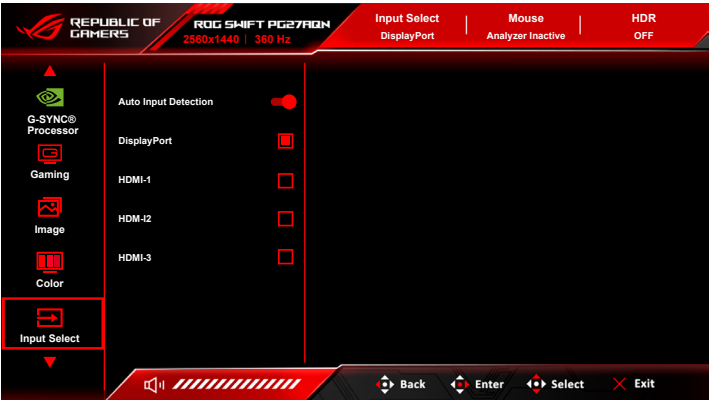 REPUBLIC OF
GAMERS
ROG SWIFT PG27AQN
2560x1440 | 360 Hz
Input Select
DisplayPort
Mouse
Analyzer Inactive
HDR
OFF
G-SYNC®
Processor
Gaming
Image
Color
Input Select
Auto Input Detection
DisplayPort
HDMI-1
HDM-I2
HDMI-3
Back
Enter
Select
Exit